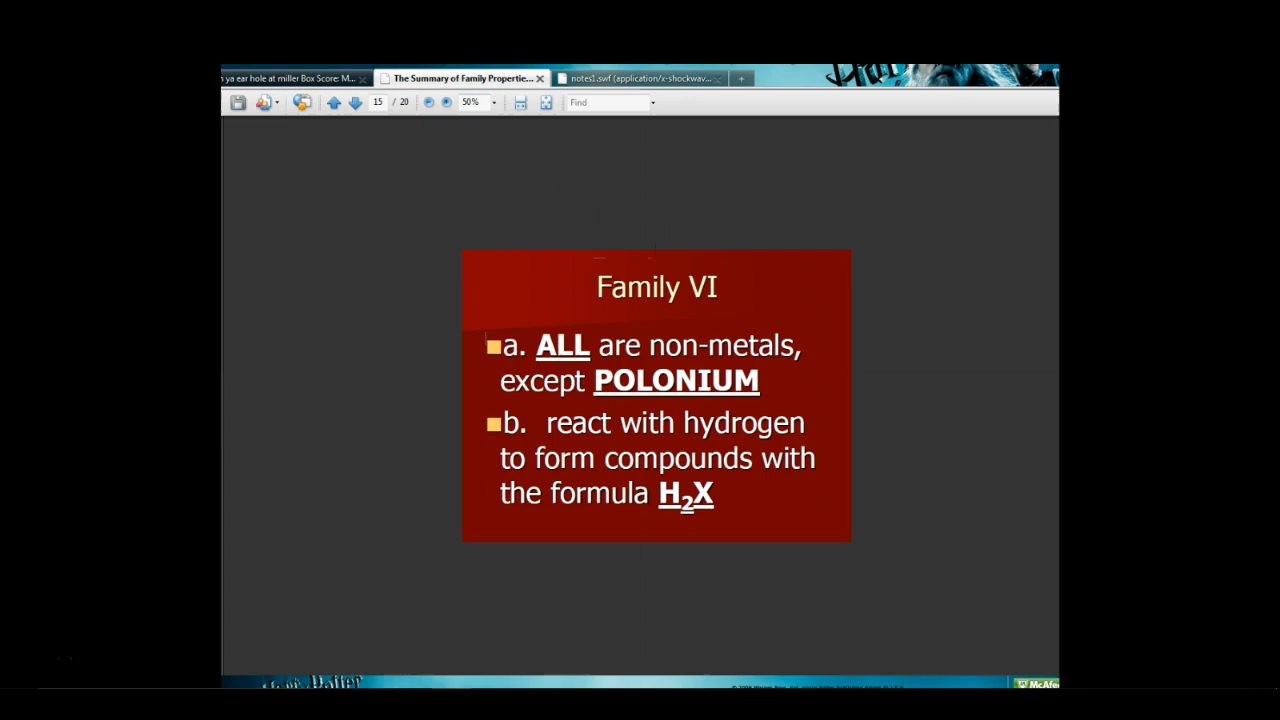 n ya ear hole at miller Box Score: M...
The Summary of Family Propertie...
notes1.swf (application/x-shockwav...
15 / 20
50%
Find
Family VI
a. ALL are non-metals,
except POLONIUM
b. react with hydrogen
to form compounds with
the formula H₂X
McAfe